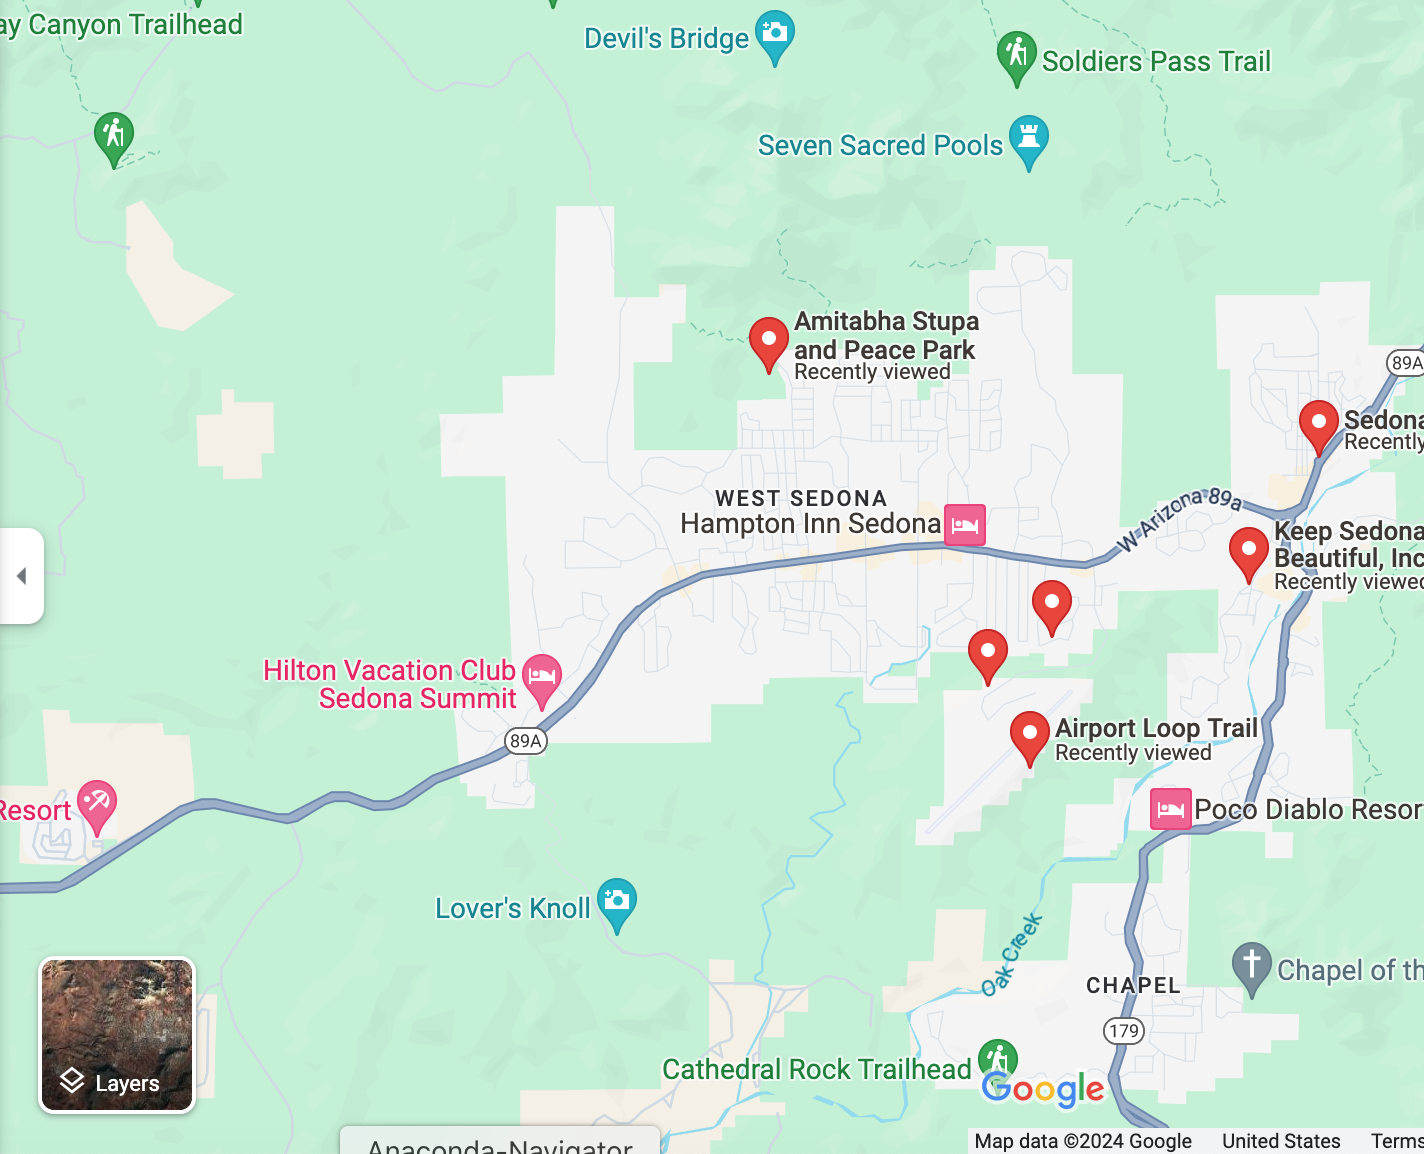 ay Canyon Trailhead
Devil's Bridge
Soldiers Pass Trail
Seven Sacred Pools
Amitabha Stupa
and Peace Park
Recently viewed
89A
Sedona
Recently
WEST SEDONA
Hampton Inn Sedona
W Arizona 89a
Keep Sedona
Beautiful, Inc
Recently viewed
Hilton Vacation Club
Sedona Summit
89A
Airport Loop Trail
Recently viewed
Resort
Poco Diablo Resor
Lover's Knoll
Oak Creek
CHAPEL
Chapel of th
179
Cathedral Rock Trailhead
Layers
Google
Anaconda-Navigator
Map data ©2024 Google United States Terms